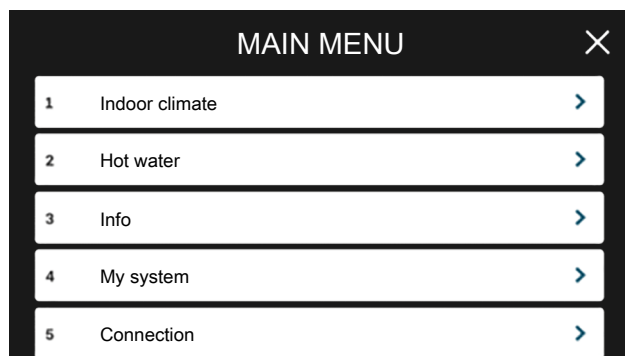 MAIN MENU
1 Indoor climate
2 Hot water
3 Info
4 My system
5 Connection